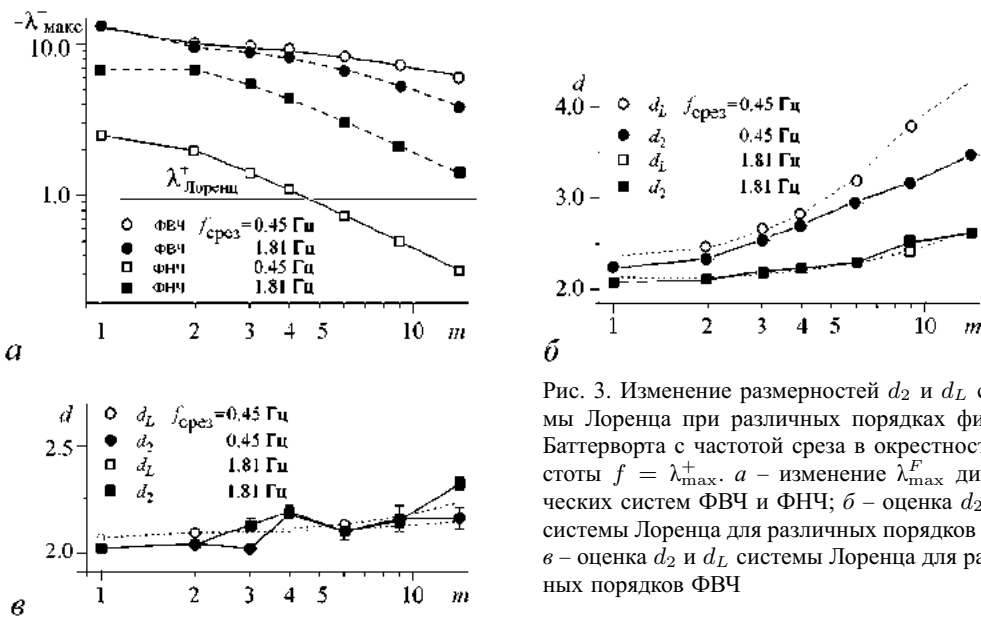 -λ⁻макс
10.0
1.0
λ⁺Лоренц
ФВЧ fсрез=0.45 Гц
ФВЧ 1.81 Гц
ФНЧ 0.45 Гц
ФНЧ 1.81 Гц
1 2 3 4 5 10 m
а
d
4.0
3.0
2.0
d_L fсрез=0.45 Гц
d_2 0.45 Гц
d_L 1.81 Гц
d_2 1.81 Гц
1 2 3 4 5 10 m
б
d
2.5
2.0
d_L fсрез=0.45 Гц
d_2 0.45 Гц
d_L 1.81 Гц
d_2 1.81 Гц
1 2 3 4 5 10 m
в
Рис. 3. Изменение размерностей d_2 и d_L с
мы Лоренца при различных порядках фи
Баттерворта с частотой среза в окрестност
стоты f = λ⁺_max. а – изменение λ^F_max ди
ческих систем ФВЧ и ФНЧ; б – оценка d_2
системы Лоренца для различных порядков
в – оценка d_2 и d_L системы Лоренца для ра
ных порядков ФВЧ